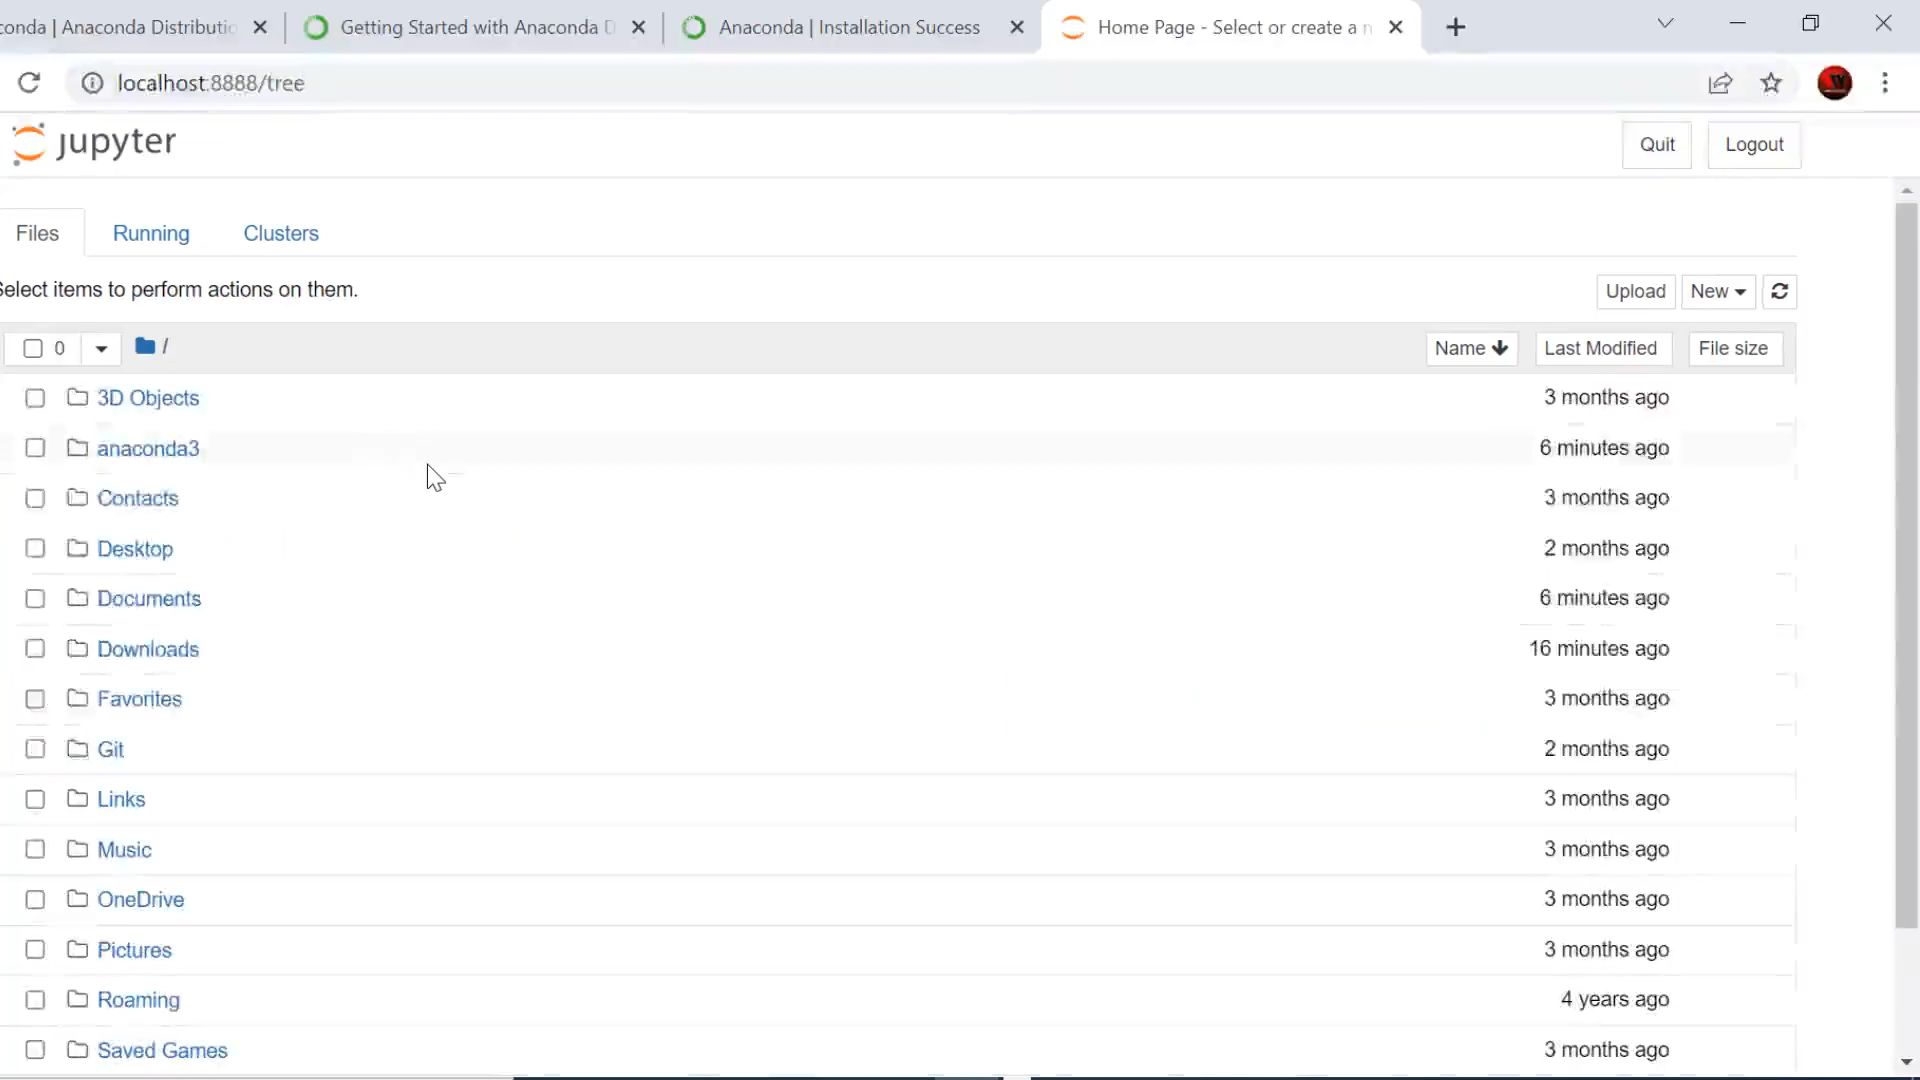 conda | Anaconda Distributic
Getting Started with Anaconda D
Anaconda | Installation Success
Home Page - Select or create a n
localhost:8888/tree
jupyter
Quit
Logout
Files
Running
Clusters
Select items to perform actions on them.
Upload
New
0
/
Name
Last Modified
File size
3D Objects
3 months ago
anaconda3
6 minutes ago
Contacts
3 months ago
Desktop
2 months ago
Documents
6 minutes ago
Downloads
16 minutes ago
Favorites
3 months ago
Git
2 months ago
Links
3 months ago
Music
3 months ago
OneDrive
3 months ago
Pictures
3 months ago
Roaming
4 years ago
Saved Games
3 months ago